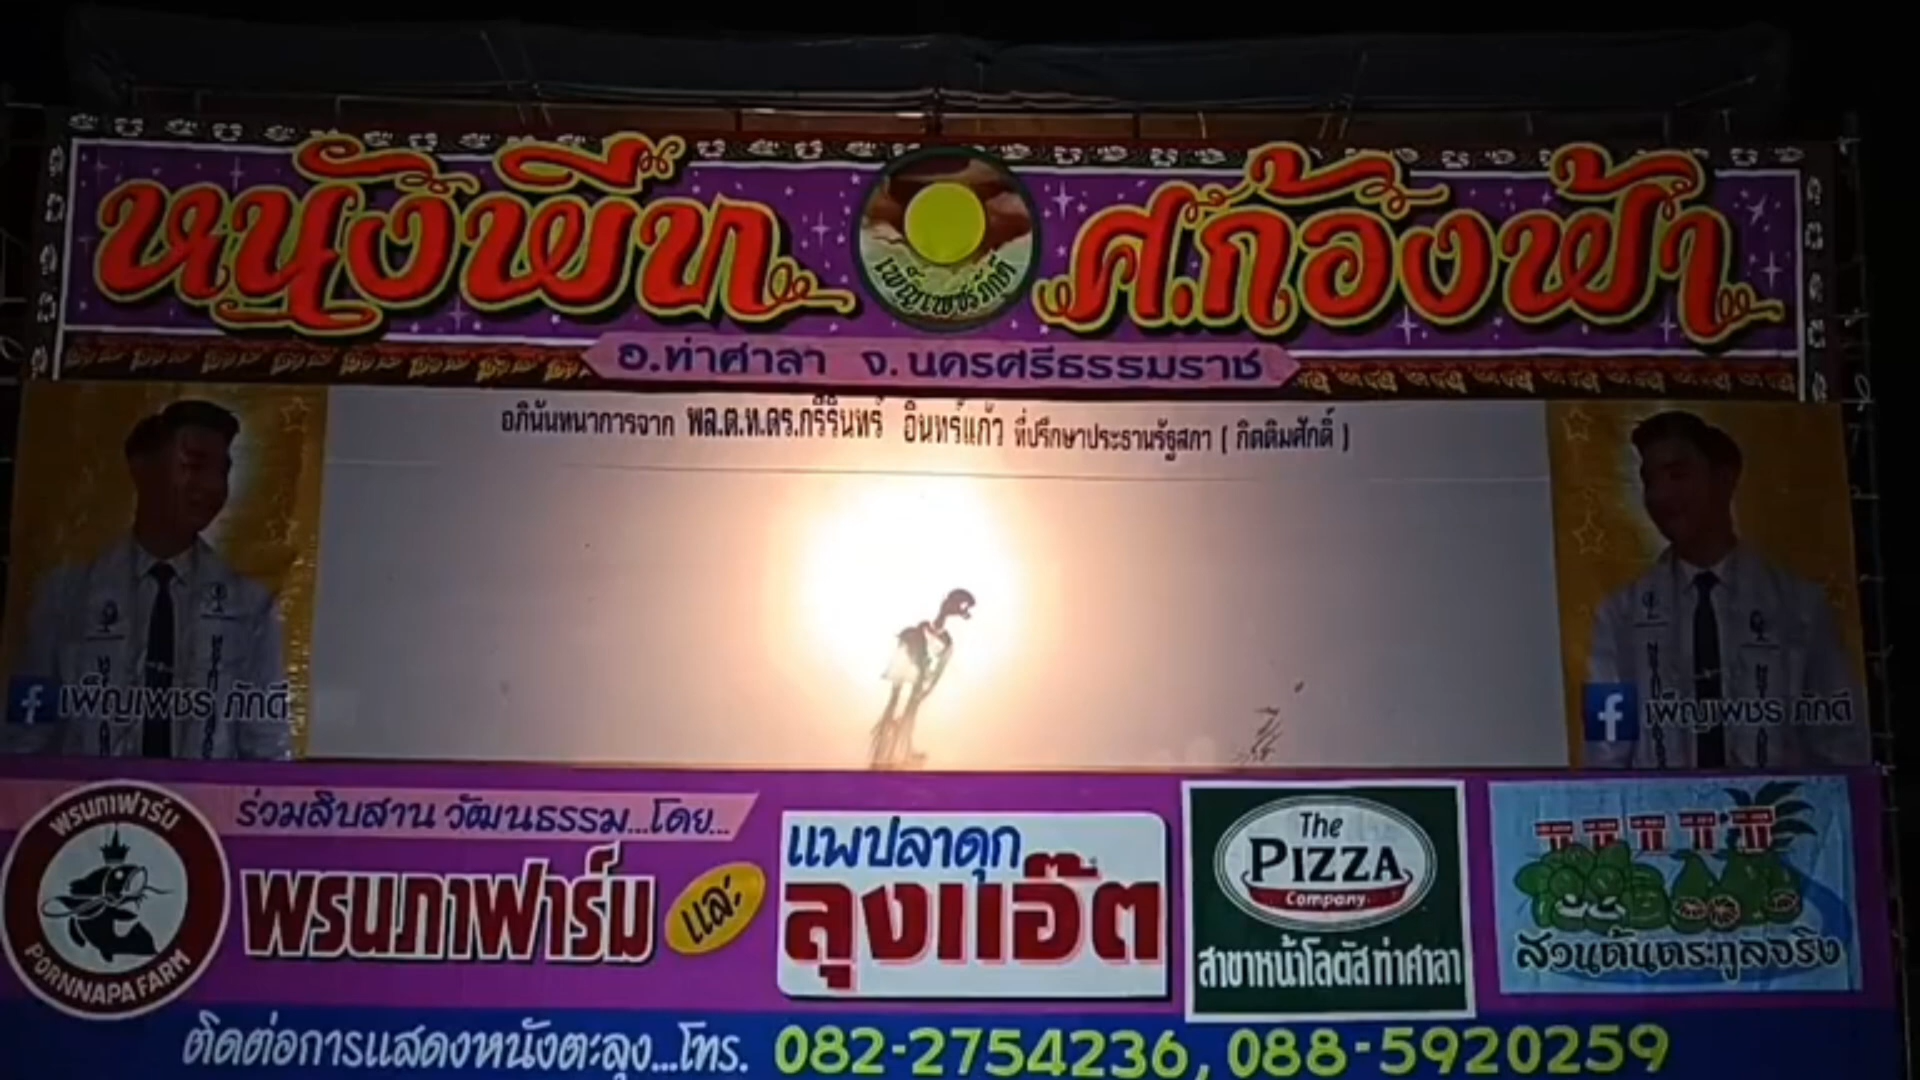 หนังพีท ศ.ก้องฟ้า
เพ็ญเพชร ภักดี
อ.ท่าศาลา จ.นครศรีธรรมราช
อภินันทนาการจาก พล.ต.ท.ดร.กรีรินทร์ อินทร์แก้ว ที่ปรึกษาประธานรัฐสภา ( กิตติมศักดิ์ )
เพ็ญเพชร ภักดี
เพ็ญเพชร ภักดี
ร่วมสืบสาน วัฒนธรรม...โดย...
พรนภาฟาร์ม
PORNNAPA FARM
พรนภาฟาร์ม
และ
แพปลาดุก
ลุงแอ๊ต
The
PIZZA
Company
สาขาหน้าโลตัสท่าศาลา
สวนต้นตระกูลจริง
ติดต่อการแสดงหนังตะลุง...โทร. 082-2754236, 088-5920259